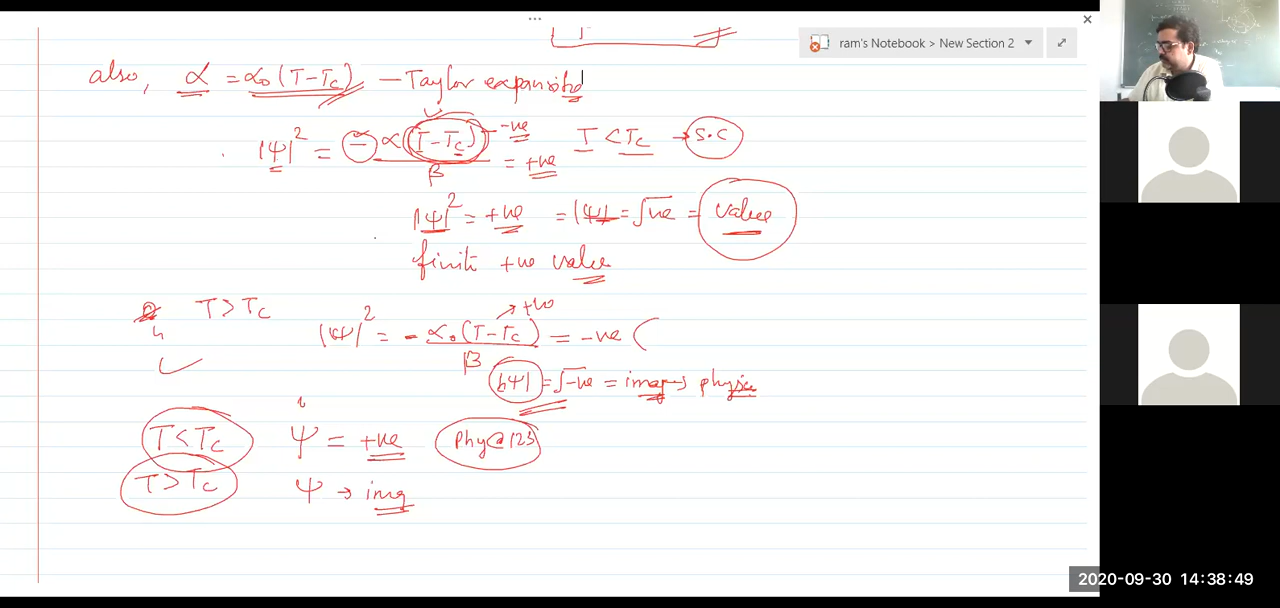 ram's Notebook > New Section 2
also, α = α₀ (T-Tc) — Taylor expansion
|Ψ|² = - α(T-Tc) / β -ve = +ve T < Tc → S.C
|Ψ|² = +ve = |Ψ| = √ve = value
finite +ve value
T > Tc |Ψ|² = - α₀ (T-Tc) / β = -ve (
→ +ve
|Ψ| = √-ve = imag physic
T < Tc Ψ = +ve Phy@123
T > Tc Ψ → img
2020-09-30 14:38:49